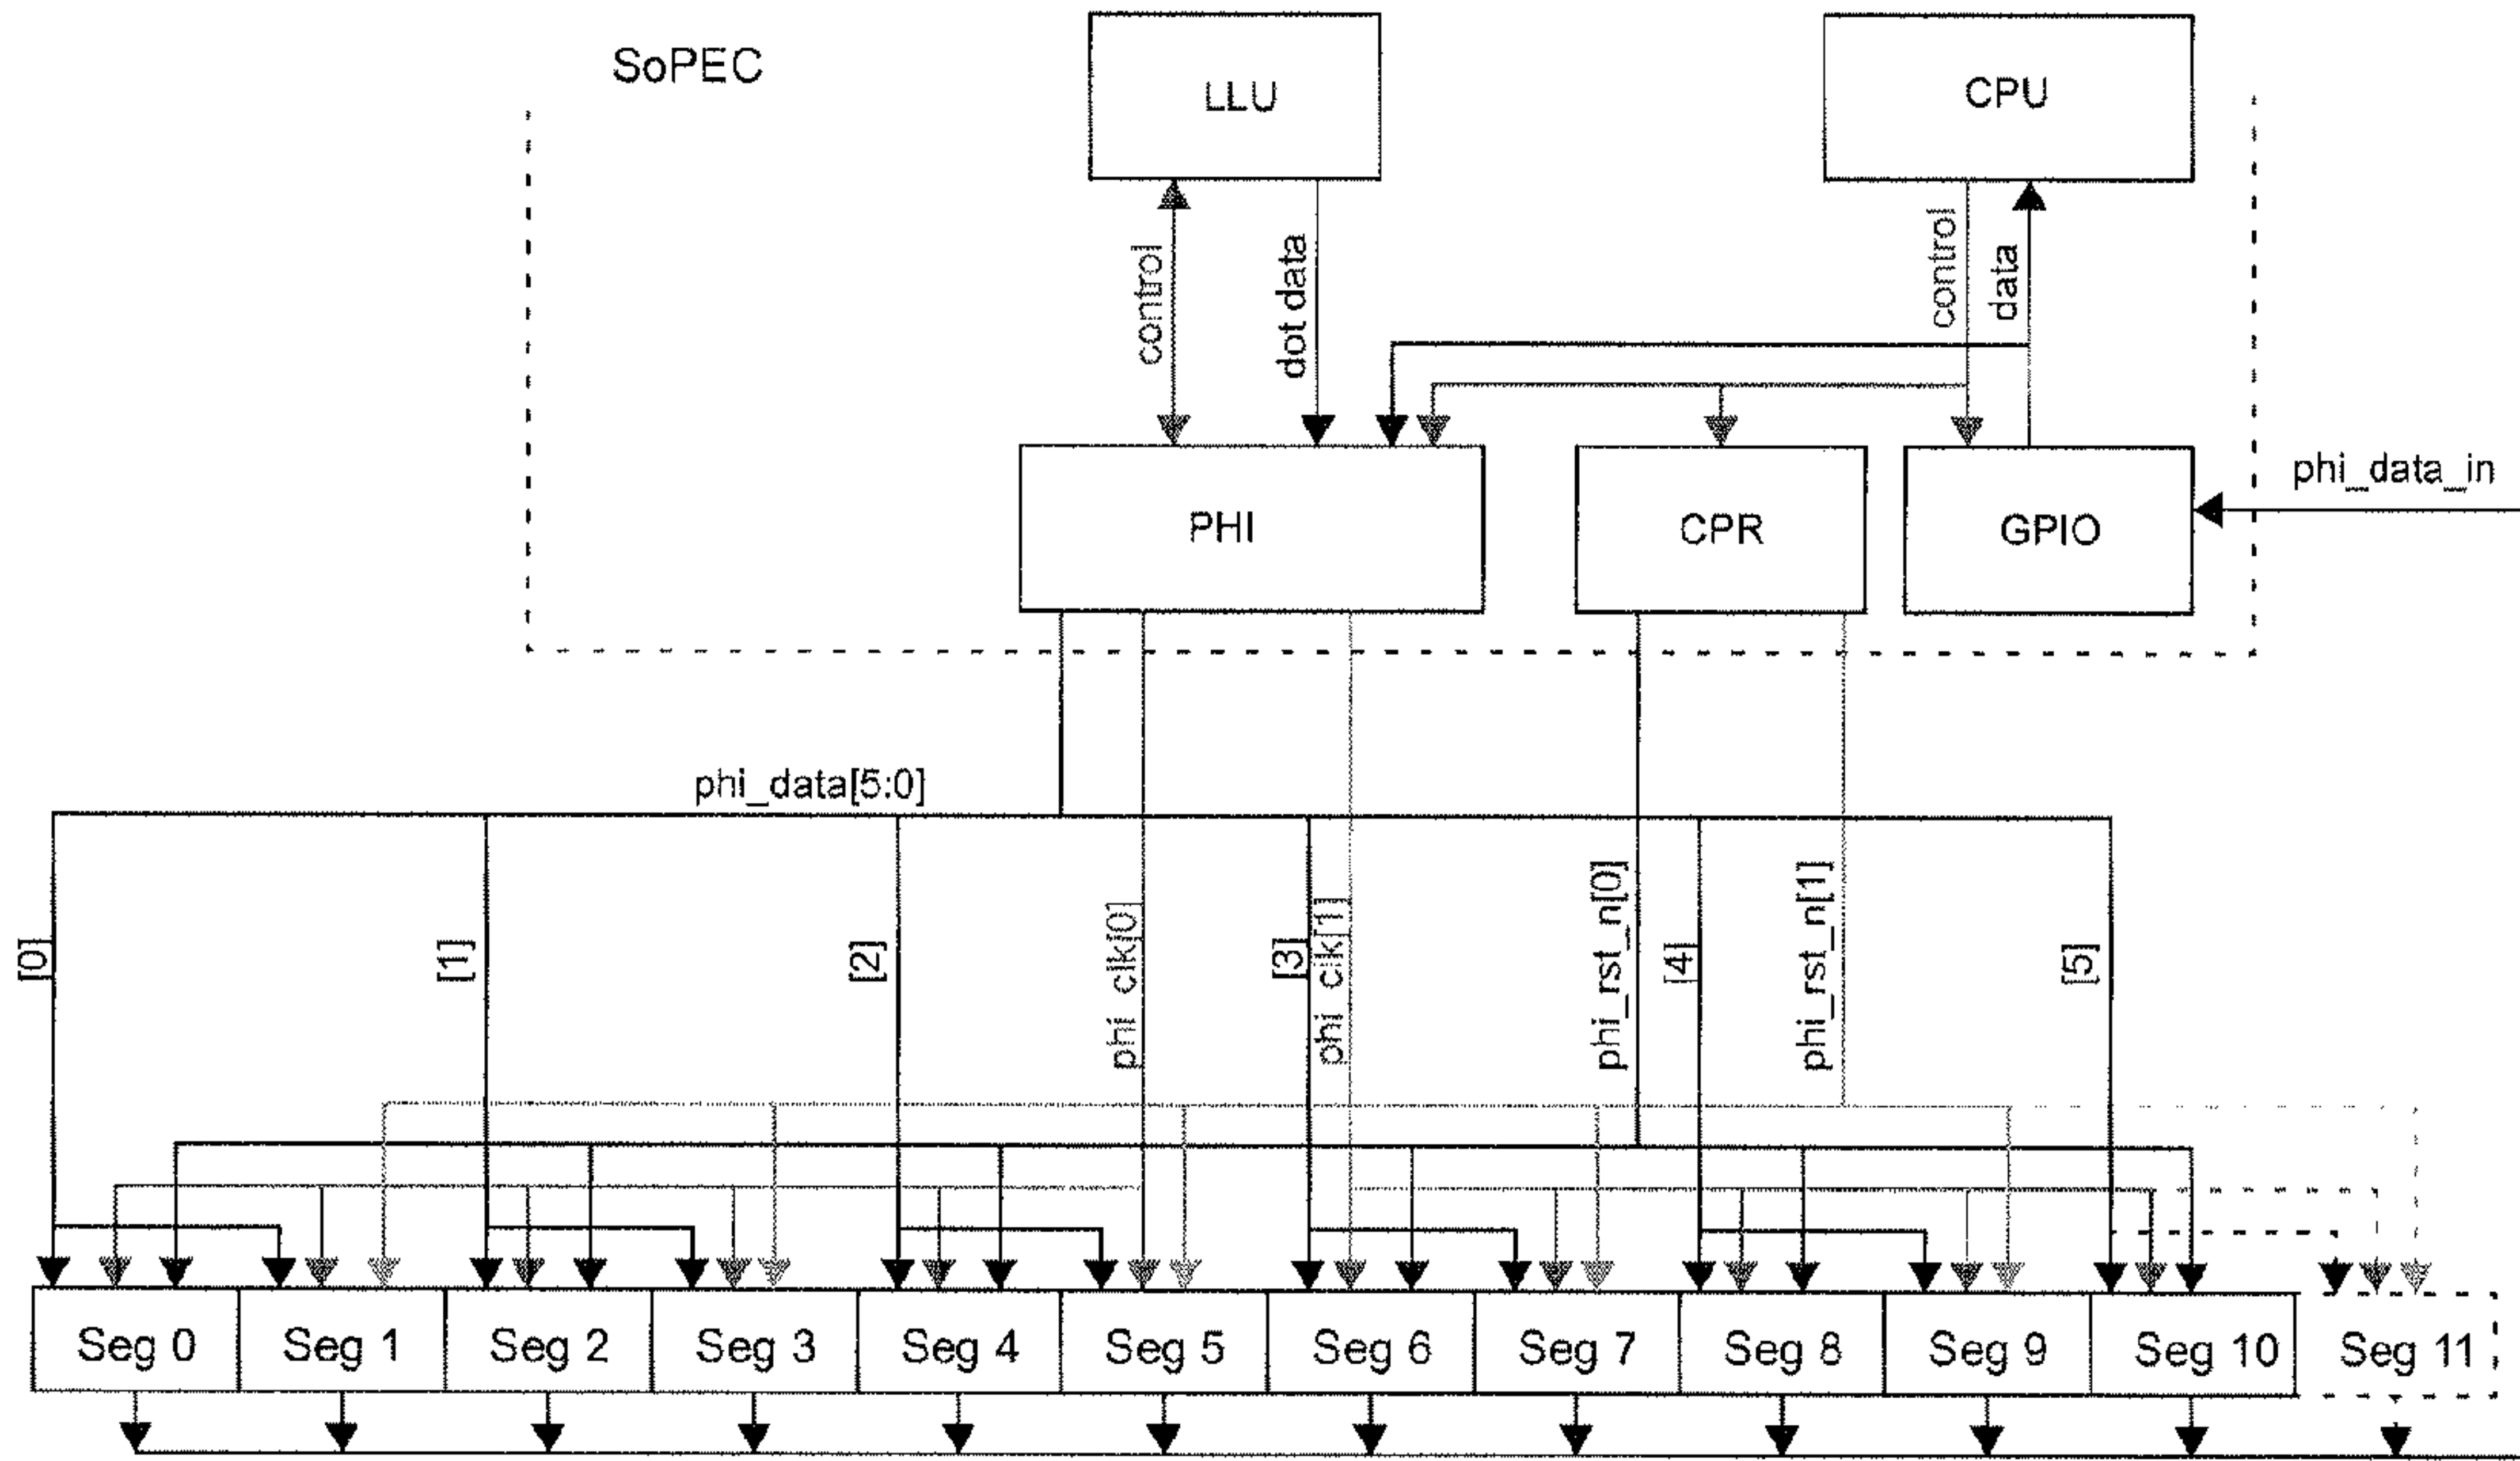 SoPEC
LLU
CPU
control
dot data
control
data
phi_data_in
PHI
CPR
GPIO
phi_data[5:0]
[0]
[1]
[2]
phi_clk[0]
[3]
phi_clk[1]
phi_rst_n[0]
[4]
phi_rst_n[1]
[5]
Seg 0
Seg 1
Seg 2
Seg 3
Seg 4
Seg 5
Seg 6
Seg 7
Seg 8
Seg 9
Seg 10
Seg 11